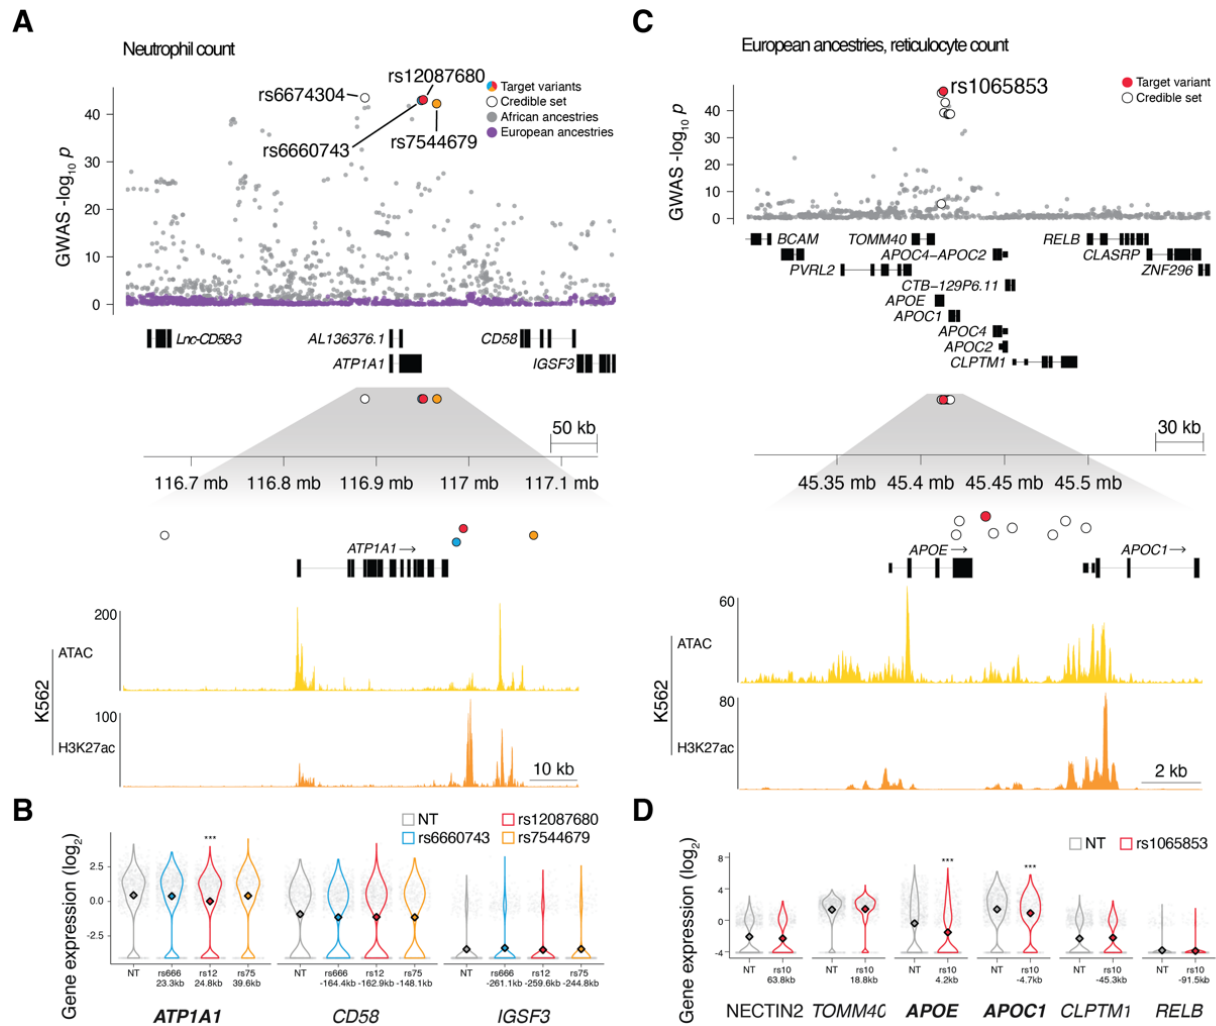 A
Neutrophil count
rs12087680
rs6674304
rs6660743
rs7544679
Target variants
Credible set
African ancestries
European ancestries
GWAS -log10 p
40
30
20
10
0
Lnc-CD58-3
AL136376.1
CD58
ATP1A1
IGSF3
50 kb
116.7 mb
116.8 mb
116.9 mb
117 mb
117.1 mb
ATP1A1→
200
ATAC
K562
100
H3K27ac
10 kb
B
NT
rs12087680
rs6660743
rs7544679
Gene expression (log2)
2.5
0.0
-2.5
***
NT rs666 rs12 rs75
23.3kb 24.8kb 39.6kb
NT rs666 rs12 rs75
-164.4kb -162.9kb -148.1kb
NT rs666 rs12 rs75
-261.1kb -259.6kb -244.8kb
ATP1A1
CD58
IGSF3
C
European ancestries, reticulocyte count
rs1065853
Target variant
Credible set
GWAS -log10 p
40
30
20
10
0
BCAM
TOMM40
RELB
APOC4-APOC2
CLASRP
PVRL2
ZNF296
CTB-129P6.11
APOE
APOC1
APOC4
APOC2
CLPTM1
30 kb
45.35 mb
45.4 mb
45.45 mb
45.5 mb
APOE→
APOC1→
60
ATAC
K562
80
H3K27ac
2 kb
D
NT
rs1065853
Gene expression (log2)
8
4
0
-4
***
***
NT rs10
63.8kb
NT rs10
18.8kb
NT rs10
4.2kb
NT rs10
-4.7kb
NT rs10
-45.3kb
NT rs10
-91.5kb
NECTIN2
TOMM40
APOE
APOC1
CLPTM1
RELB